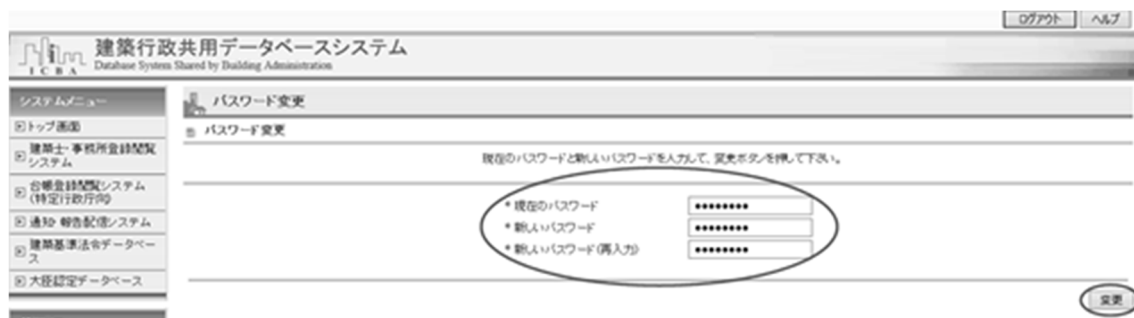 ログアウト ヘルプ
建築行政共用データベースシステム
Database System Shared by Building Administration
ICBA
システムメニュー
パスワード変更
トップ画面
パスワード変更
建築士・事務所登録閲覧
システム
現在のパスワードと新しいパスワードを入力して、変更ボタンを押して下さい。
台帳登録閲覧システム
(特定行政庁向)
* 現在のパスワード ••••••••
通知・報告配信システム
* 新しいパスワード ••••••••
建築基準法令データベー
ス
* 新しいパスワード(再入力) ••••••••
大臣認定データベース
変更